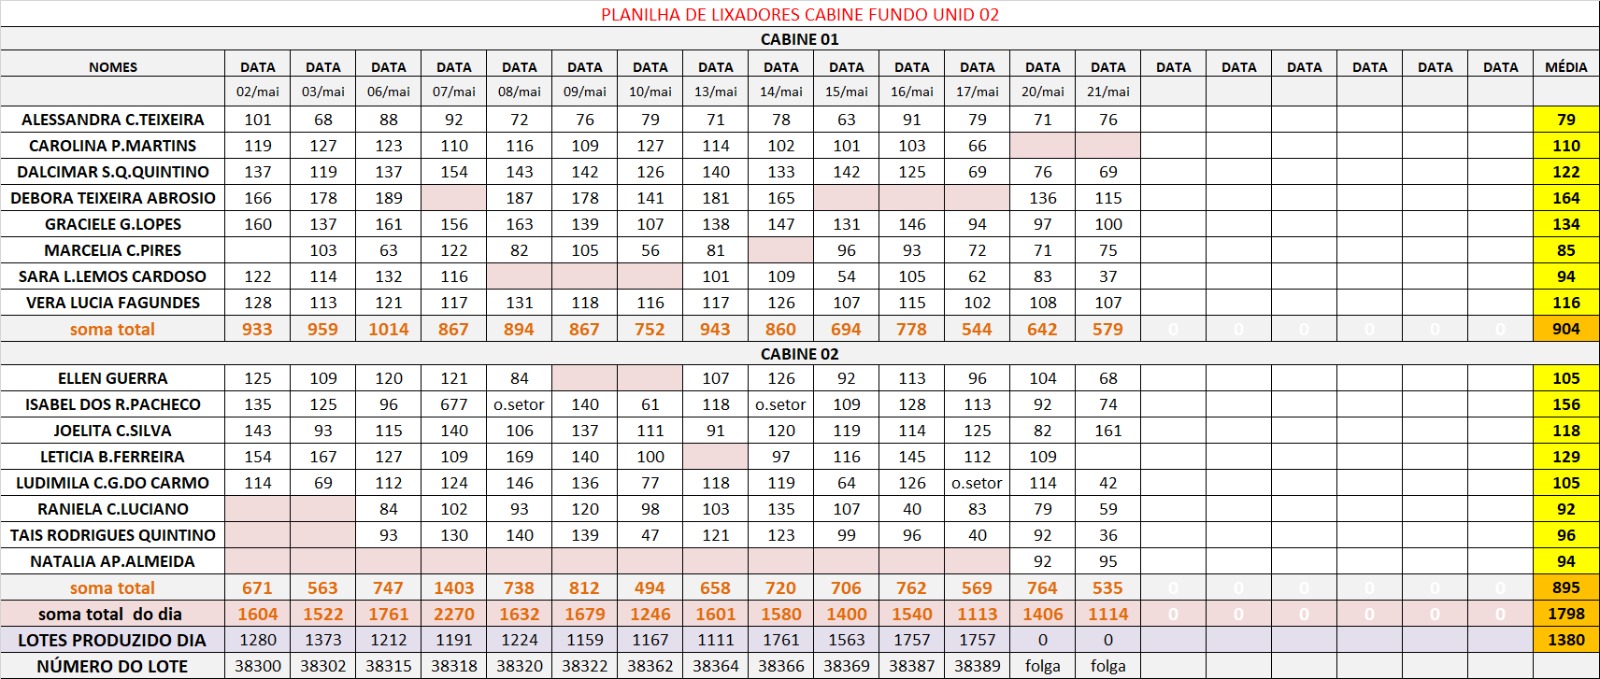 PLANILHA DE LIXADORES CABINE FUNDO UNID 02
CABINE 01
NOMES DATA DATA DATA DATA DATA DATA DATA DATA DATA DATA DATA DATA DATA DATA DATA DATA DATA DATA DATA DATA MÉDIA
02/mai 03/mai 06/mai 07/mai 08/mai 09/mai 10/mai 13/mai 14/mai 15/mai 16/mai 17/mai 20/mai 21/mai
ALESSANDRA C.TEIXEIRA 101 68 88 92 72 76 79 71 78 63 91 79 71 76 79
CAROLINA P.MARTINS 119 127 123 110 116 109 127 114 102 101 103 66 110
DALCIMAR S.Q.QUINTINO 137 119 137 154 143 142 126 140 133 142 125 69 76 69 122
DEBORA TEIXEIRA ABROSIO 166 178 189 187 178 141 181 165 136 115 164
GRACIELE G.LOPES 160 137 161 156 163 139 107 138 147 131 146 94 97 100 134
MARCELIA C.PIRES 103 63 122 82 105 56 81 96 93 72 71 75 85
SARA L.LEMOS CARDOSO 122 114 132 116 101 109 54 105 62 83 37 94
VERA LUCIA FAGUNDES 128 113 121 117 131 118 116 117 126 107 115 102 108 107 116
soma total 933 959 1014 867 894 867 752 943 860 694 778 544 642 579 0 0 0 0 0 0 904
CABINE 02
ELLEN GUERRA 125 109 120 121 84 107 126 92 113 96 104 68 105
ISABEL DOS R.PACHECO 135 125 96 677 o.setor 140 61 118 o.setor 109 128 113 92 74 156
JOELITA C.SILVA 143 93 115 140 106 137 111 91 120 119 114 125 82 161 118
LETICIA B.FERREIRA 154 167 127 109 169 140 100 97 116 145 112 109 129
LUDIMILA C.G.DO CARMO 114 69 112 124 146 136 77 118 119 64 126 o.setor 114 42 105
RANIELA C.LUCIANO 84 102 93 120 98 103 135 107 40 83 79 59 92
TAIS RODRIGUES QUINTINO 93 130 140 139 47 121 123 99 96 40 92 36 96
NATALIA AP.ALMEIDA 92 95 94
soma total 671 563 747 1403 738 812 494 658 720 706 762 569 764 535 0 0 0 0 0 0 895
soma total do dia 1604 1522 1761 2270 1632 1679 1246 1601 1580 1400 1540 1113 1406 1114 0 0 0 0 0 0 1798
LOTES PRODUZIDO DIA 1280 1373 1212 1191 1224 1159 1167 1111 1761 1563 1757 1757 0 0 1380
NÚMERO DO LOTE 38300 38302 38315 38318 38320 38322 38362 38364 38366 38369 38387 38389 folga folga